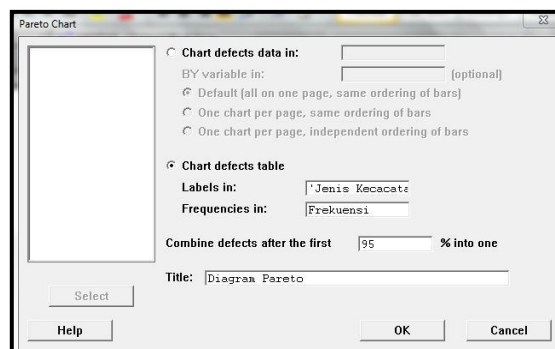 Pareto Chart
Chart defects data in:
BY variable in: (optional)
Default (all on one page, same ordering of bars)
One chart per page, same ordering of bars
One chart per page, independent ordering of bars
Chart defects table
Labels in: 'Jenis Kecacata
Frequencies in: Frekuensi
Combine defects after the first 95 % into one
Title: Diagram Pareto
Select
Help OK Cancel